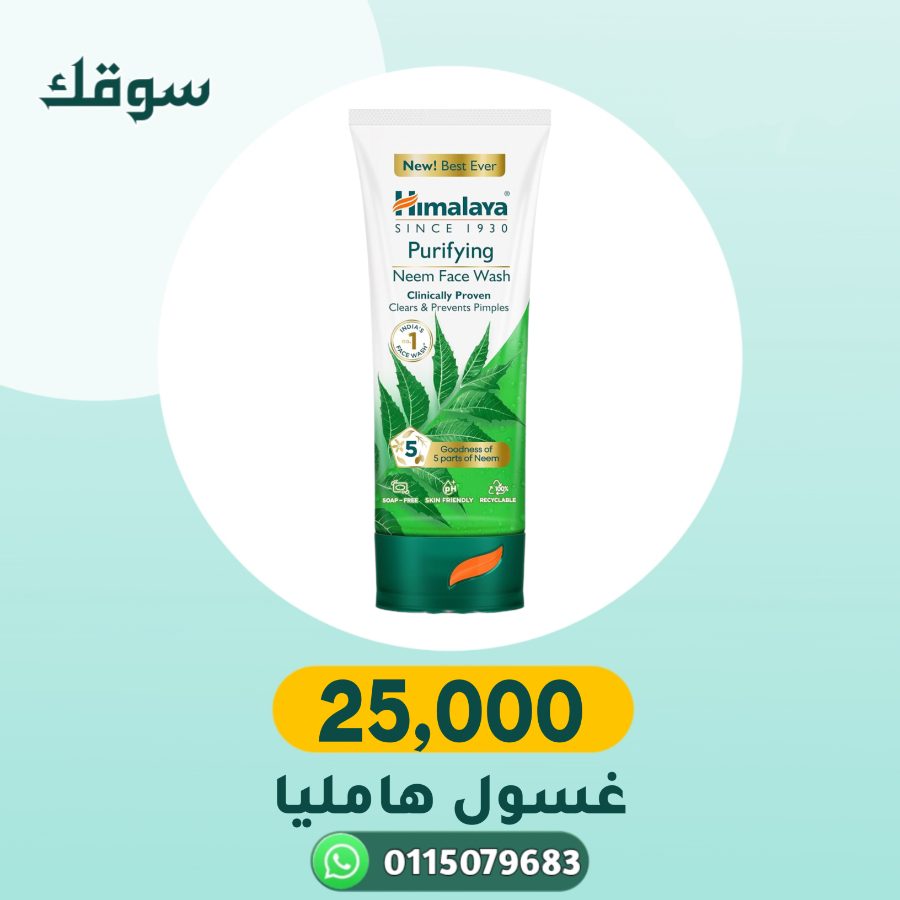 سوقك
New! Best Ever
Himalaya®
SINCE 1930
Purifying
Neem Face Wash
Clinically Proven
Clears & Prevents Pimples
INDIA'S
NO. 1
FACE WASH
5
Goodness of
5 parts of Neem
pH
100%
SOAP-FREE SKIN FRIENDLY RECYCLABLE
25,000
غسول هامليا
0115079683